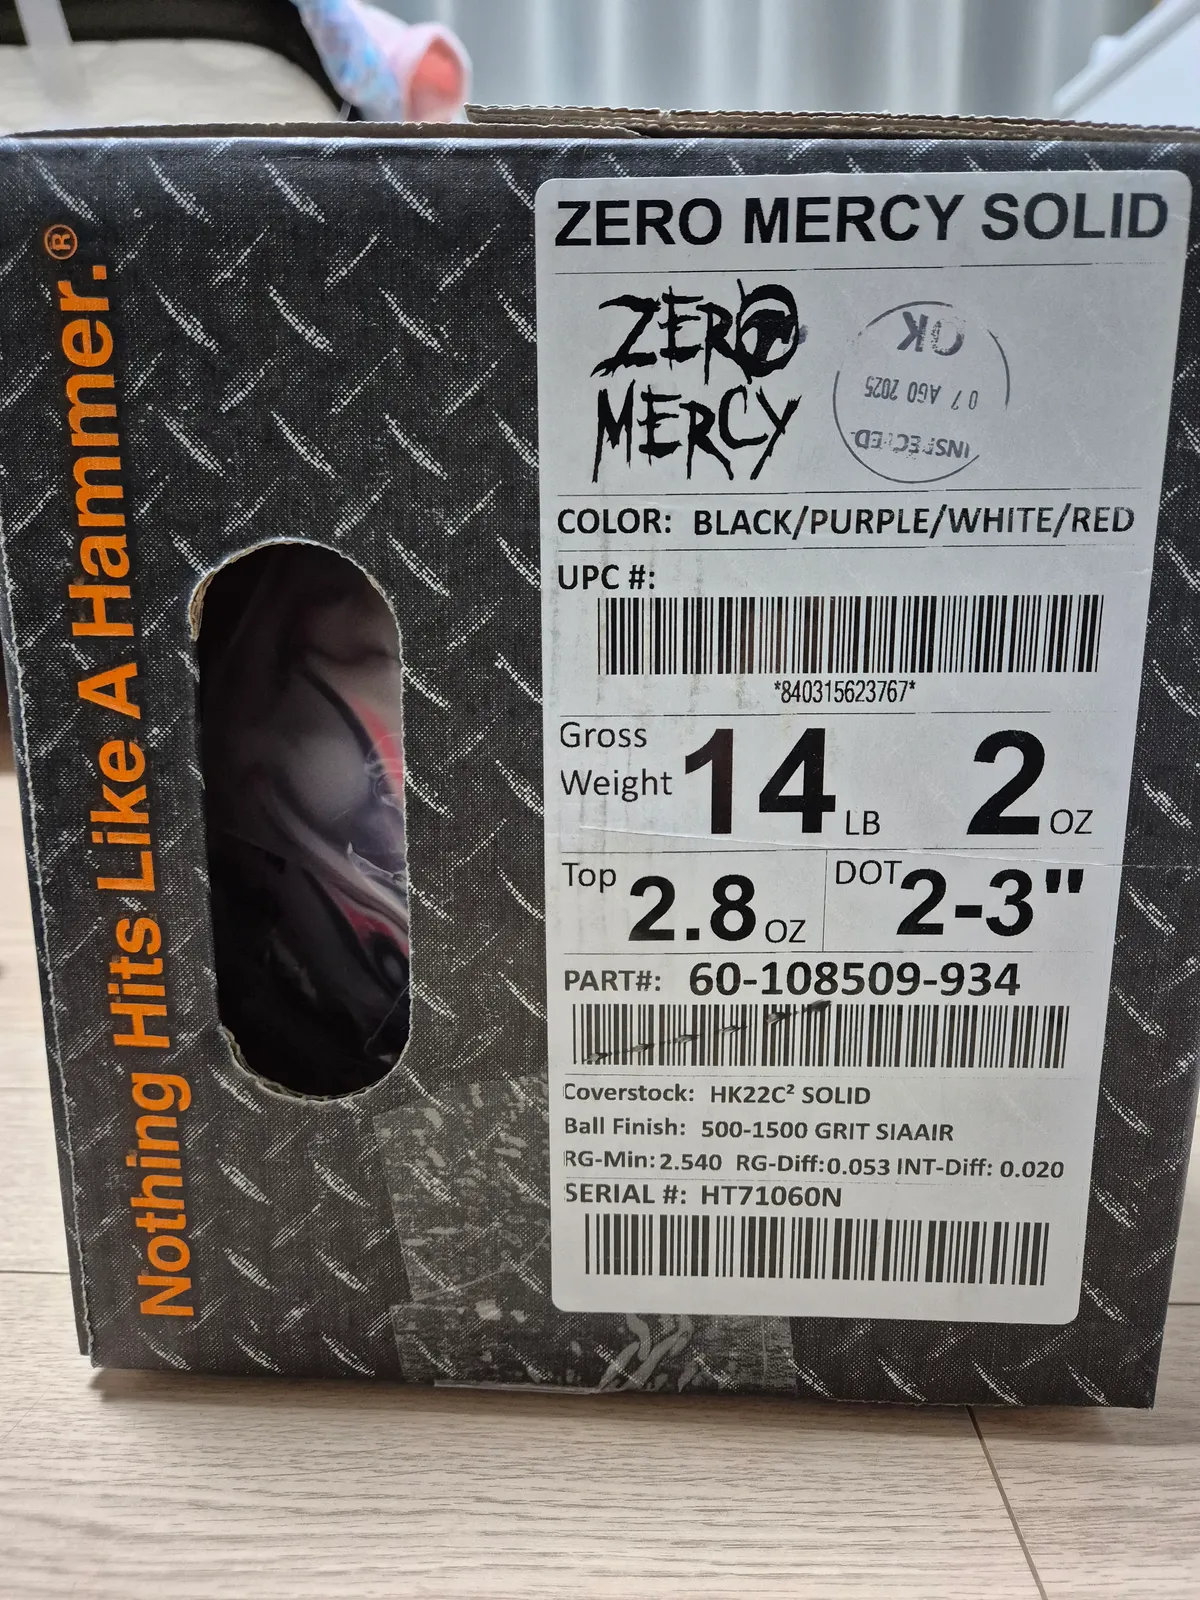 Nothing Hits Like A Hammer.®
ZERO MERCY SOLID
ZERO
MERCY
OK
07 AGO 2025
INSPECTED
COLOR: BLACK/PURPLE/WHITE/RED
UPC #:
*840315623767*
Gross
Weight 14 LB 2 OZ
Top 2.8 OZ DOT 2-3"
PART#: 60-108509-934
Coverstock: HK22C² SOLID
Ball Finish: 500-1500 GRIT SIAAIR
RG-Min: 2.540 RG-Diff: 0.053 INT-Diff: 0.020
SERIAL #: HT71060N